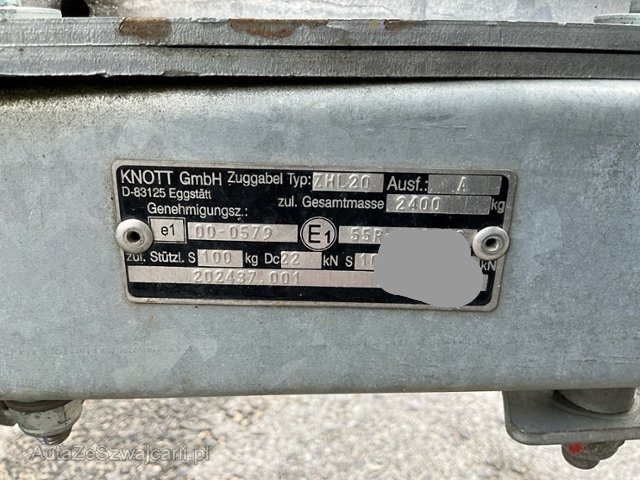 KNOTT GmbH Zuggabel Typ: ZHL20 Ausf: A
D-83125 Eggstätt zul. Gesamtmasse 2400 kg
Genehmigungsz.:
e1 00-0579 E1
zul. Stützl. S 100 kg Dc 22 kN S kN
202437.001
AutaZeSzwajcarii.pl